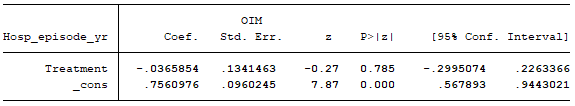 OIM
Hosp_episode_yr Coef. Std. Err. z P>|z| [95% Conf. Interval]
Treatment -.0365854 .1341463 -0.27 0.785 -.2995074 .2263366
_cons .7560976 .0960245 7.87 0.000 .567893 .9443021